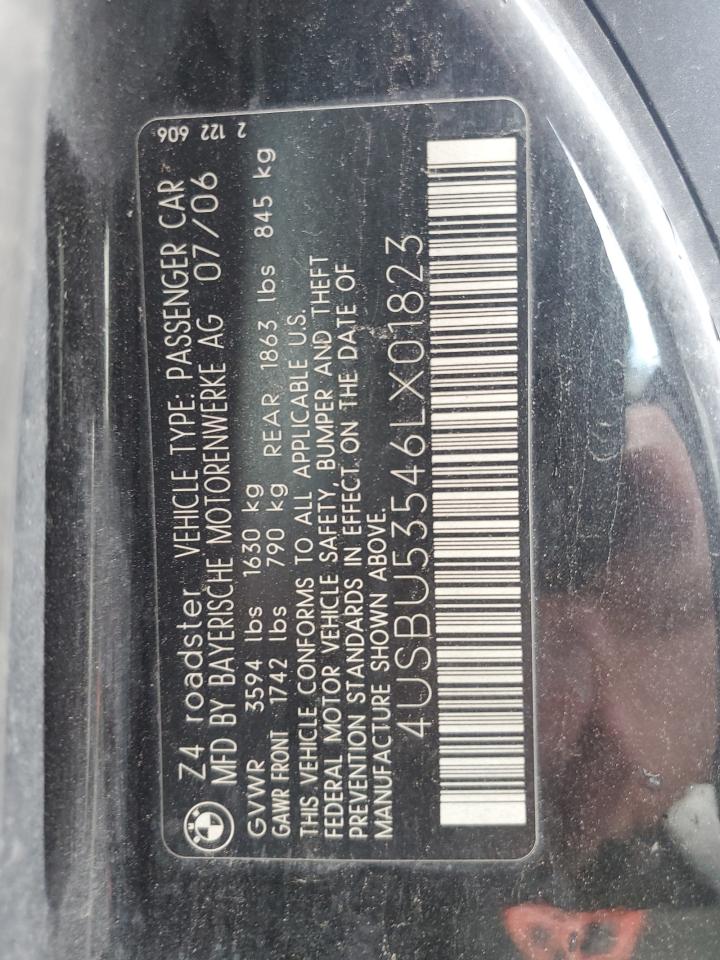 Z4 roadster VEHICLE TYPE: PASSENGER CAR
MFD BY BAYERISCHE MOTORENWERKE AG 07/06
GVWR 3594 lbs 1630 kg
GAWR FRONT 1742 lbs 790 kg REAR 1863 lbs 845 kg
THIS VEHICLE CONFORMS TO ALL APPLICABLE U.S.
FEDERAL MOTOR VEHICLE SAFETY, BUMPER AND THEFT
PREVENTION STANDARDS IN EFFECT ON THE DATE OF
MANUFACTURE SHOWN ABOVE.
4USBU53546LX01823
2 122 606